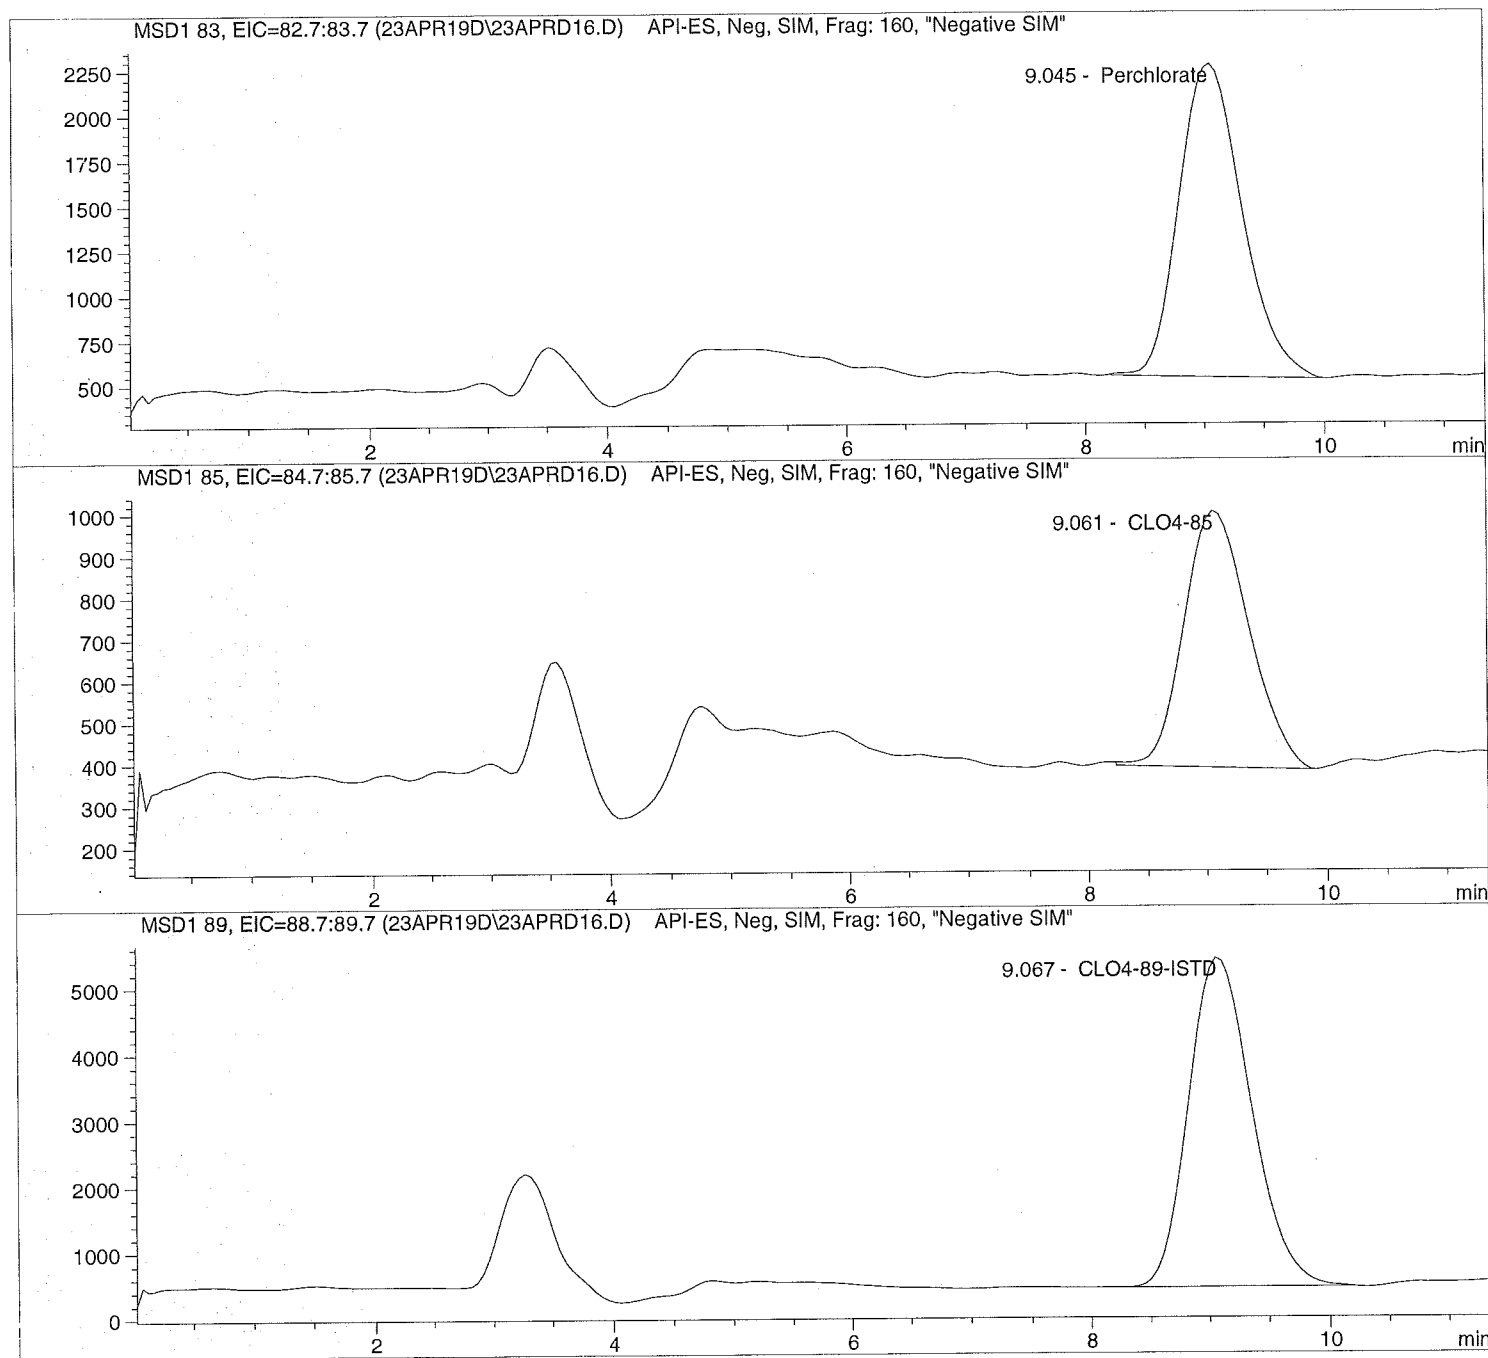 MSD1 83, EIC=82.7:83.7 (23APR19D\23APRD16.D) API-ES, Neg, SIM, Frag: 160, "Negative SIM"
9.045 - Perchlorate
2250
2000
1750
1500
1250
1000
750
500
2 4 6 8 10 min
MSD1 85, EIC=84.7:85.7 (23APR19D\23APRD16.D) API-ES, Neg, SIM, Frag: 160, "Negative SIM"
9.061 - CLO4-85
1000
900
800
700
600
500
400
300
200
2 4 6 8 10 min
MSD1 89, EIC=88.7:89.7 (23APR19D\23APRD16.D) API-ES, Neg, SIM, Frag: 160, "Negative SIM"
9.067 - CLO4-89-ISTD
5000
4000
3000
2000
1000
0
2 4 6 8 10 min